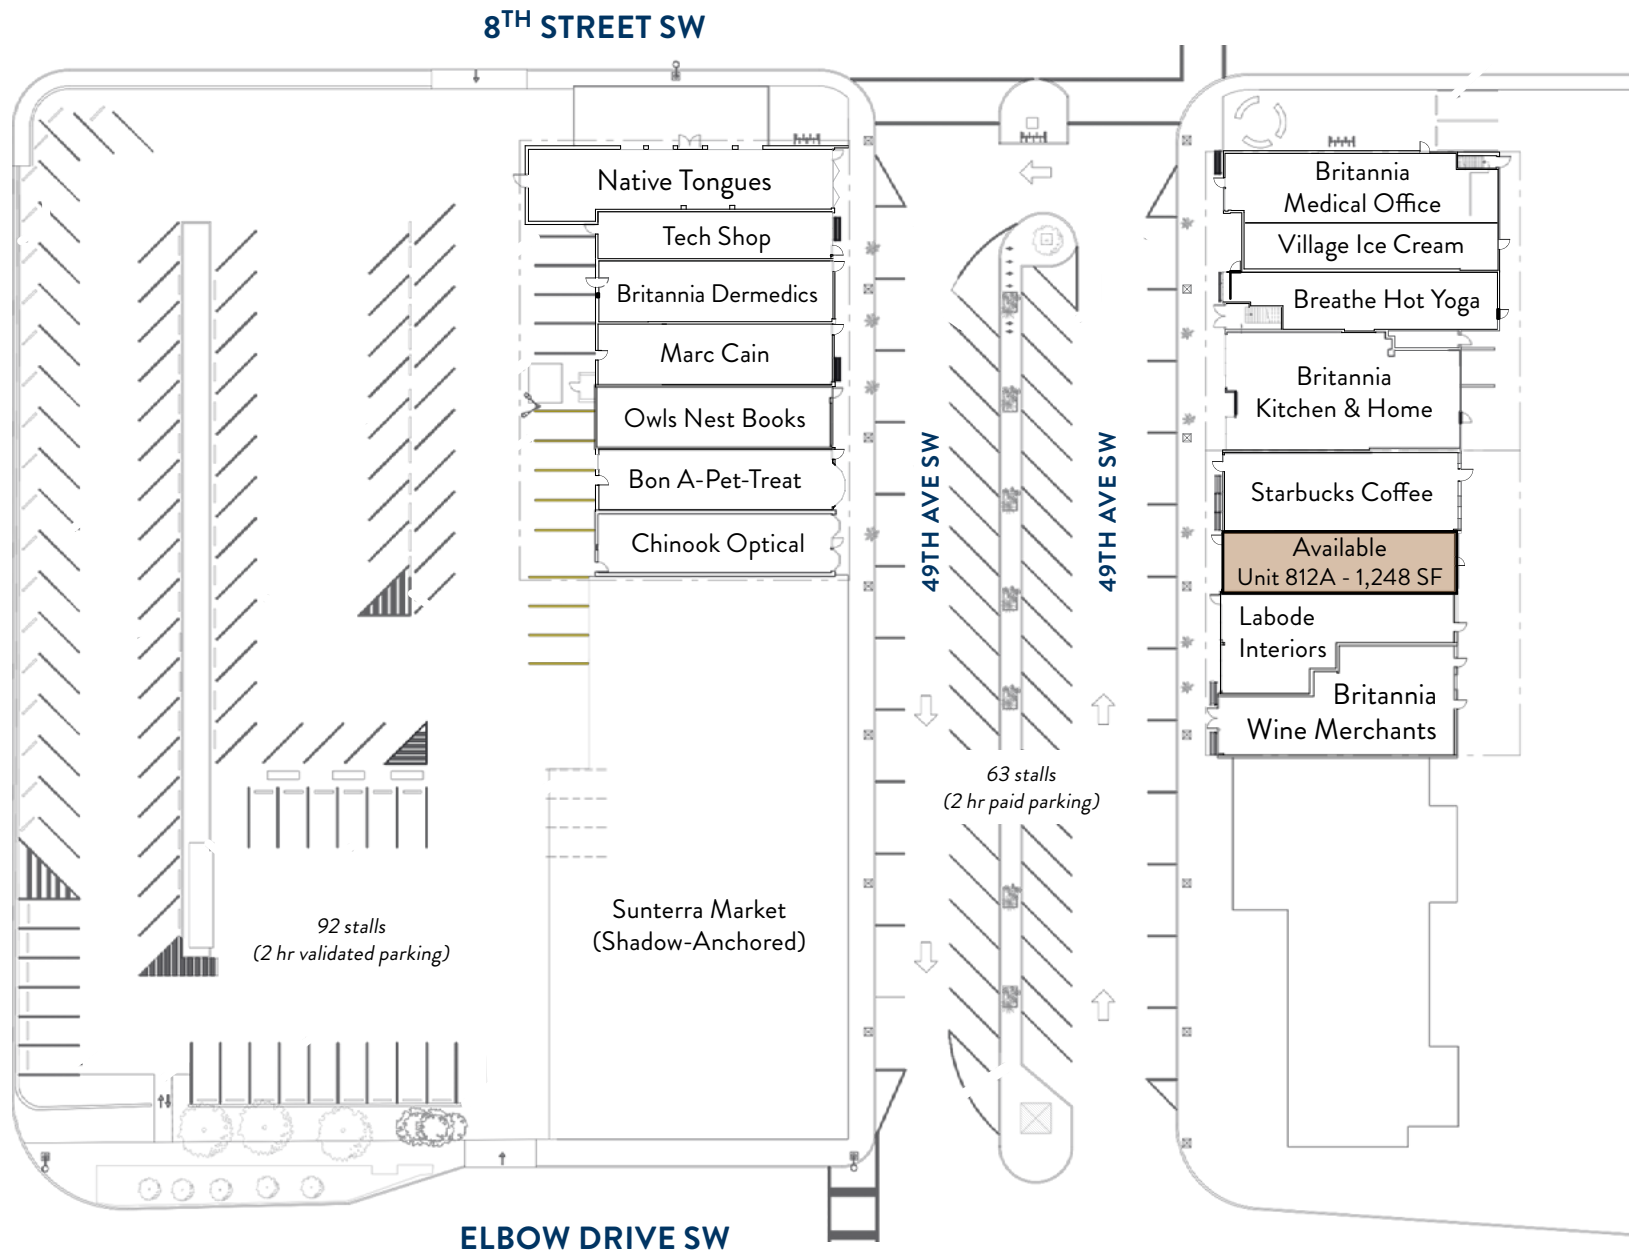 8TH STREET SW
Native Tongues
Tech Shop
Britannia Dermedics
Marc Cain
Owls Nest Books
Bon A-Pet-Treat
Chinook Optical
Sunterra Market
(Shadow-Anchored)
92 stalls
(2 hr validated parking)
49TH AVE SW
49TH AVE SW
63 stalls
(2 hr paid parking)
Britannia
Medical Office
Village Ice Cream
Breathe Hot Yoga
Britannia
Kitchen & Home
Starbucks Coffee
Available
Unit 812A - 1,248 SF
Labode
Interiors
Britannia
Wine Merchants
ELBOW DRIVE SW